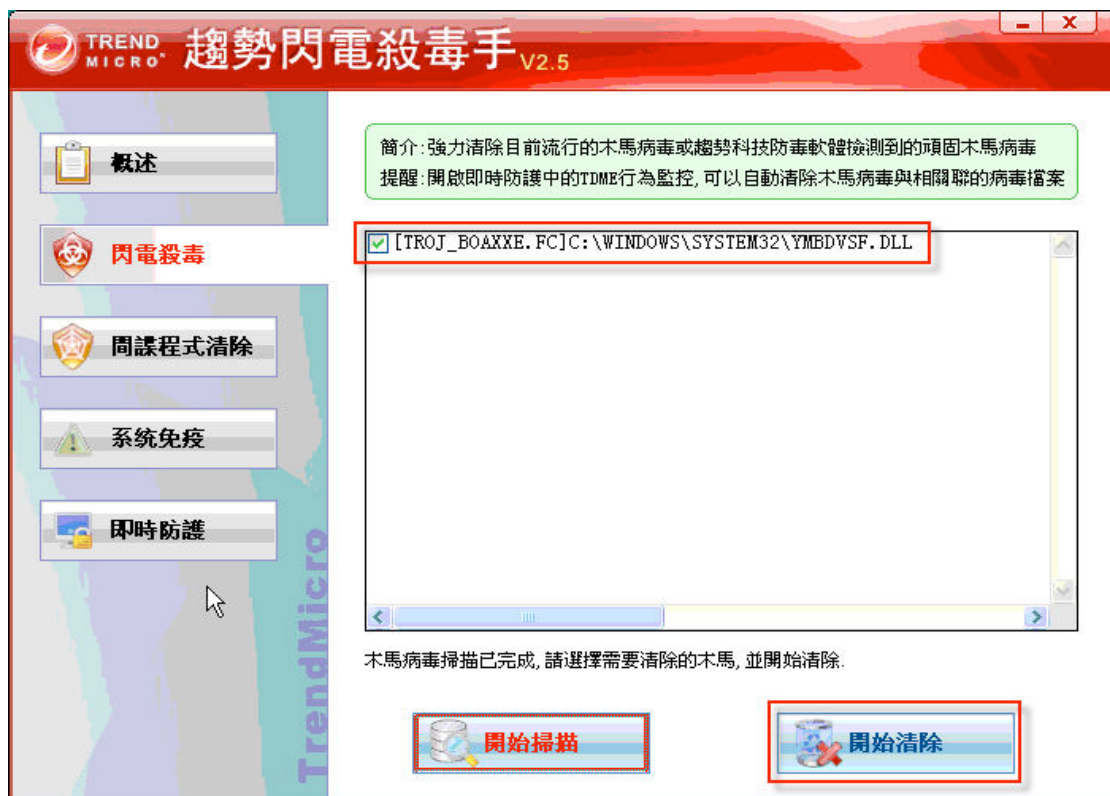 TREND MICRO 趨勢閃電殺毒手 V2.5
概述
閃電殺毒
間諜程式清除
系统免疫
即時防護
TrendMicro
簡介:強力清除目前流行的木馬病毒或趨勢科技防毒軟體檢測到的頑固木馬病毒
提醒:開啟即時防護中的TDME行為監控,可以自動清除木馬病毒與相關聯的病毒檔案
[TROJ_BOAXXE.FC]C:\WINDOWS\SYSTEM32\YMBDVSF.DLL
木馬病毒掃描已完成,請選擇需要清除的木馬,並開始清除.
開始掃描
開始清除